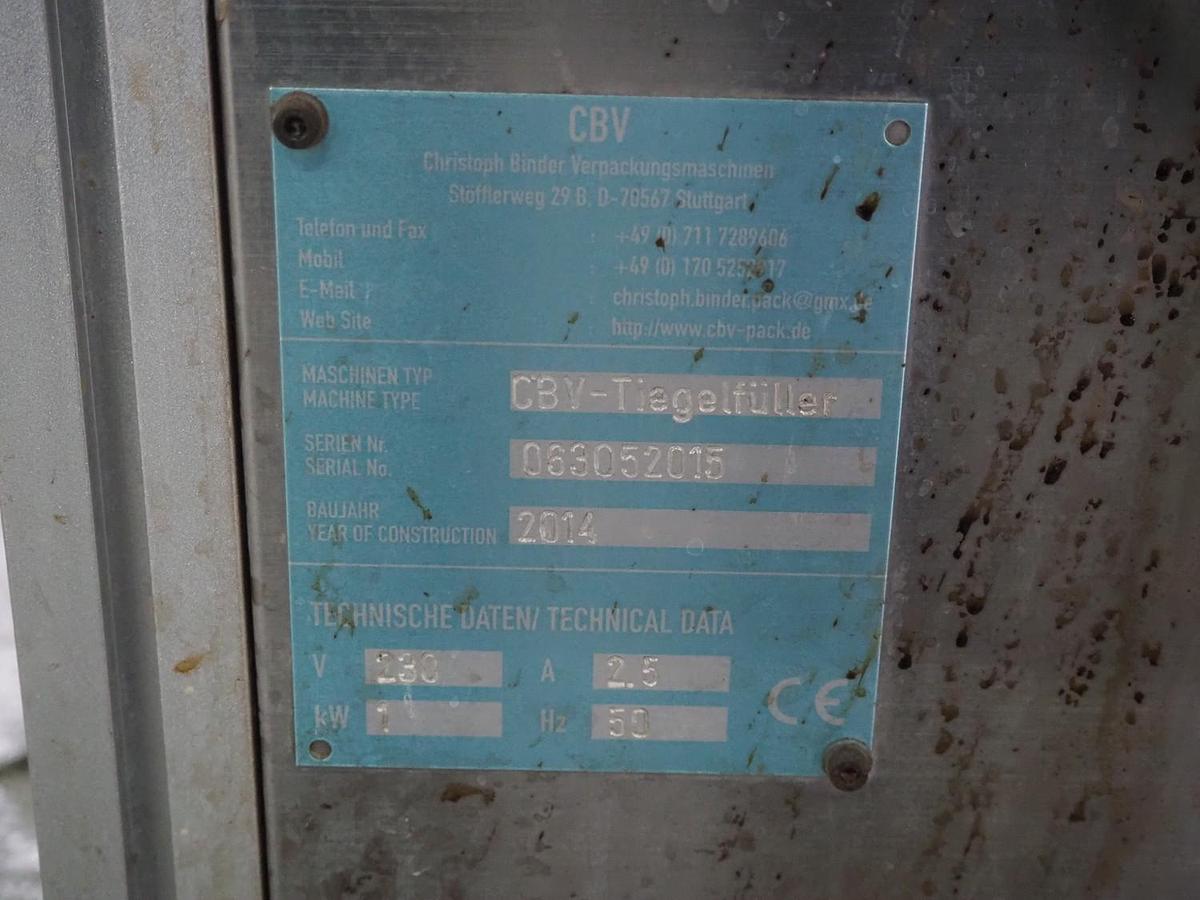 CBV
Christoph Binder Verpackungsmaschinen
Stöfflerweg 29 B, D-70567 Stuttgart
Telefon und Fax : +49 (0) 711 7289606
Mobil : +49 (0) 170
E-Mail : christoph.binder.pack@gmx.de
Web Site : http://www.cbv-pack.de
MASCHINEN TYP
MACHINE TYPE
CBV-Tiegelfüller
SERIEN Nr.
SERIAL No.
063052015
BAUJAHR
YEAR OF CONSTRUCTION
2014
TECHNISCHE DATEN/ TECHNICAL DATA
V 230 A 2.5
kW 1 Hz 50
CE